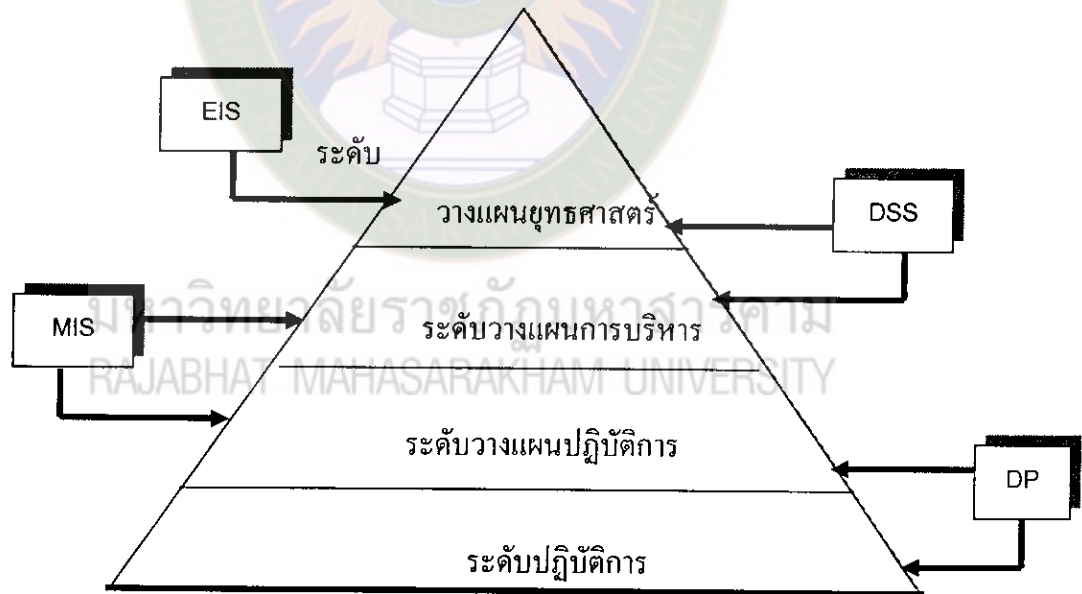 EIS
ระดับ
วางแผนยุทธศาสตร์
DSS
มหาวิทยาลัยราชภัฏมหาสารคาม
MIS
ระดับวางแผนการบริหาร
RAJABHAT MAHASARAKHAM UNIVERSITY
ระดับวางแผนปฏิบัติการ
DP
ระดับปฏิบัติการ